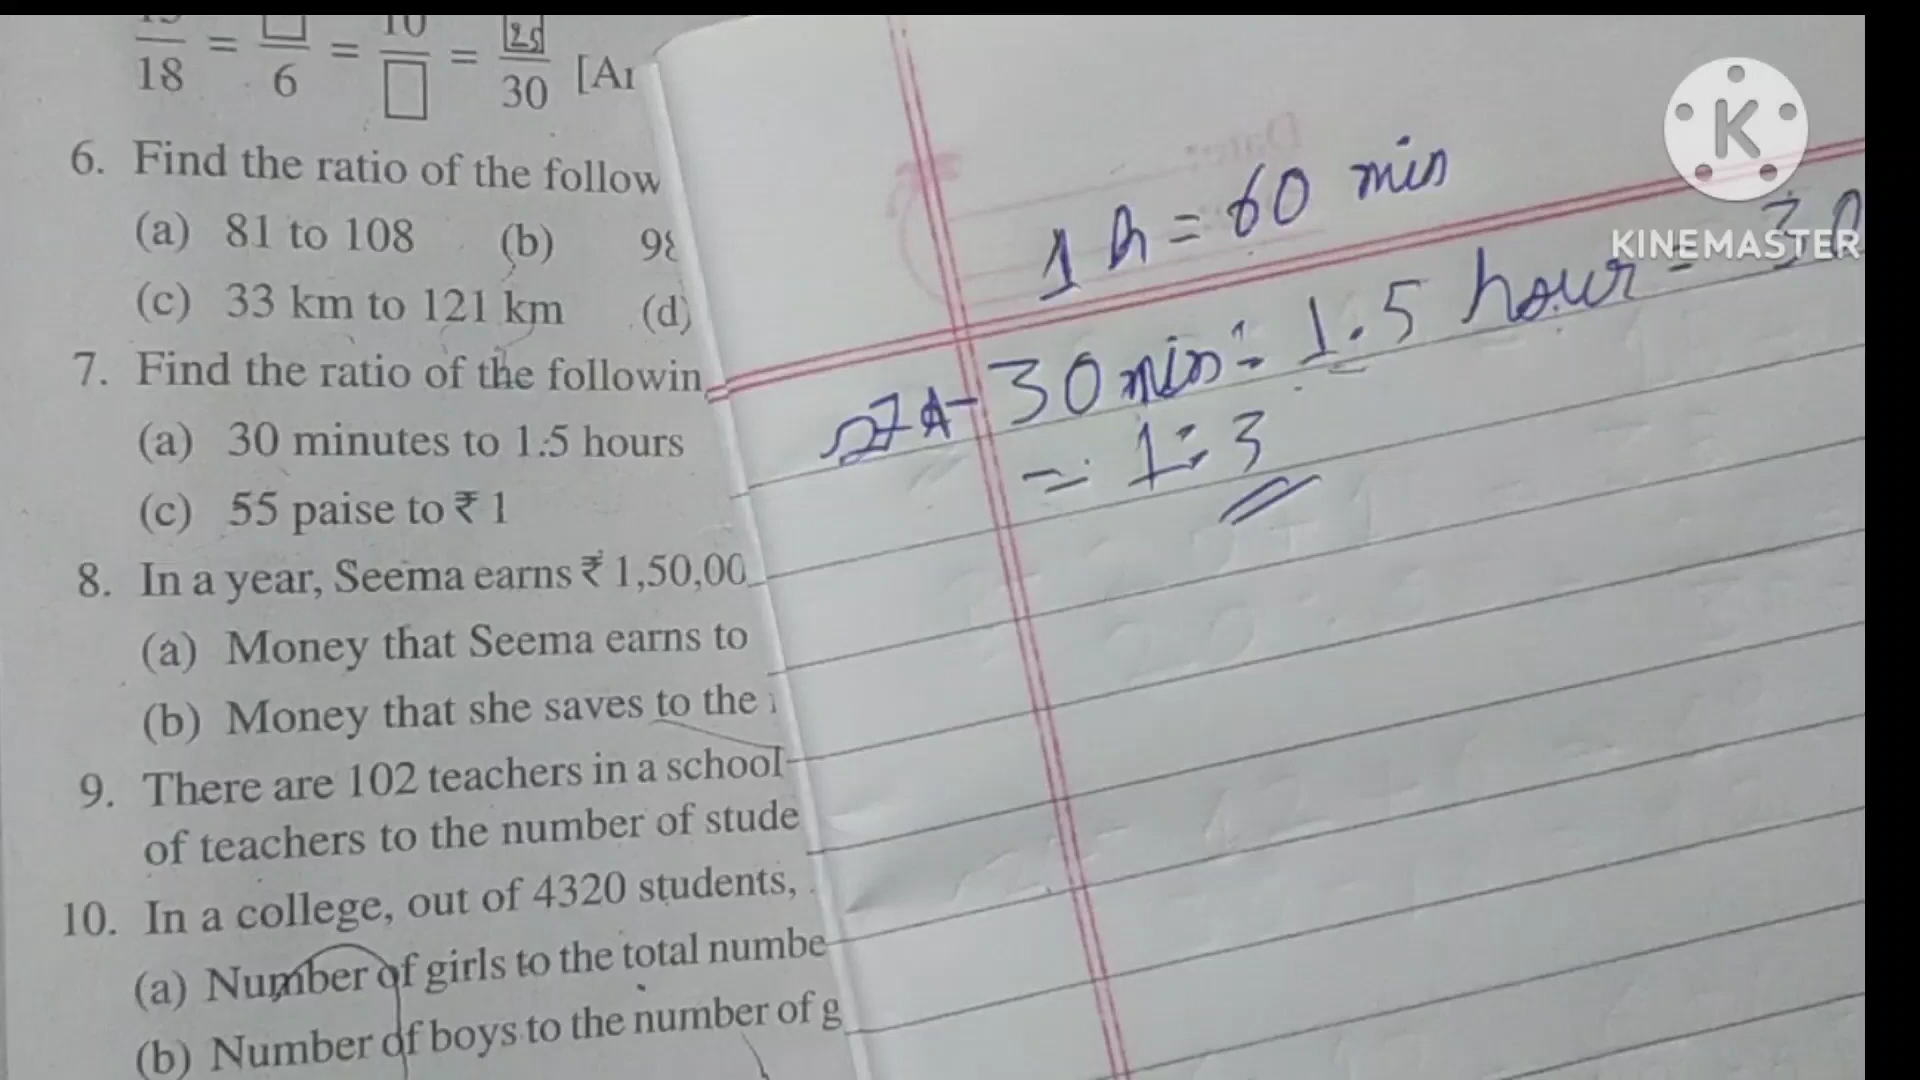 18 = 6 = 10 = 25 30 [Ar
6. Find the ratio of the follow
(a) 81 to 108 (b) 98
(c) 33 km to 121 km (d)
7. Find the ratio of the followin
(a) 30 minutes to 1.5 hours
(c) 55 paise to ₹ 1
8. In a year, Seema earns ₹ 1,50,00
(a) Money that Seema earns to
(b) Money that she saves to the
9. There are 102 teachers in a school
of teachers to the number of stude
10. In a college, out of 4320 students,
(a) Number of girls to the total numbe
(b) Number of boys to the number of g
1 h = 60 min
30 min : 1.5 hour = 30
= 1:3
KINEMASTER